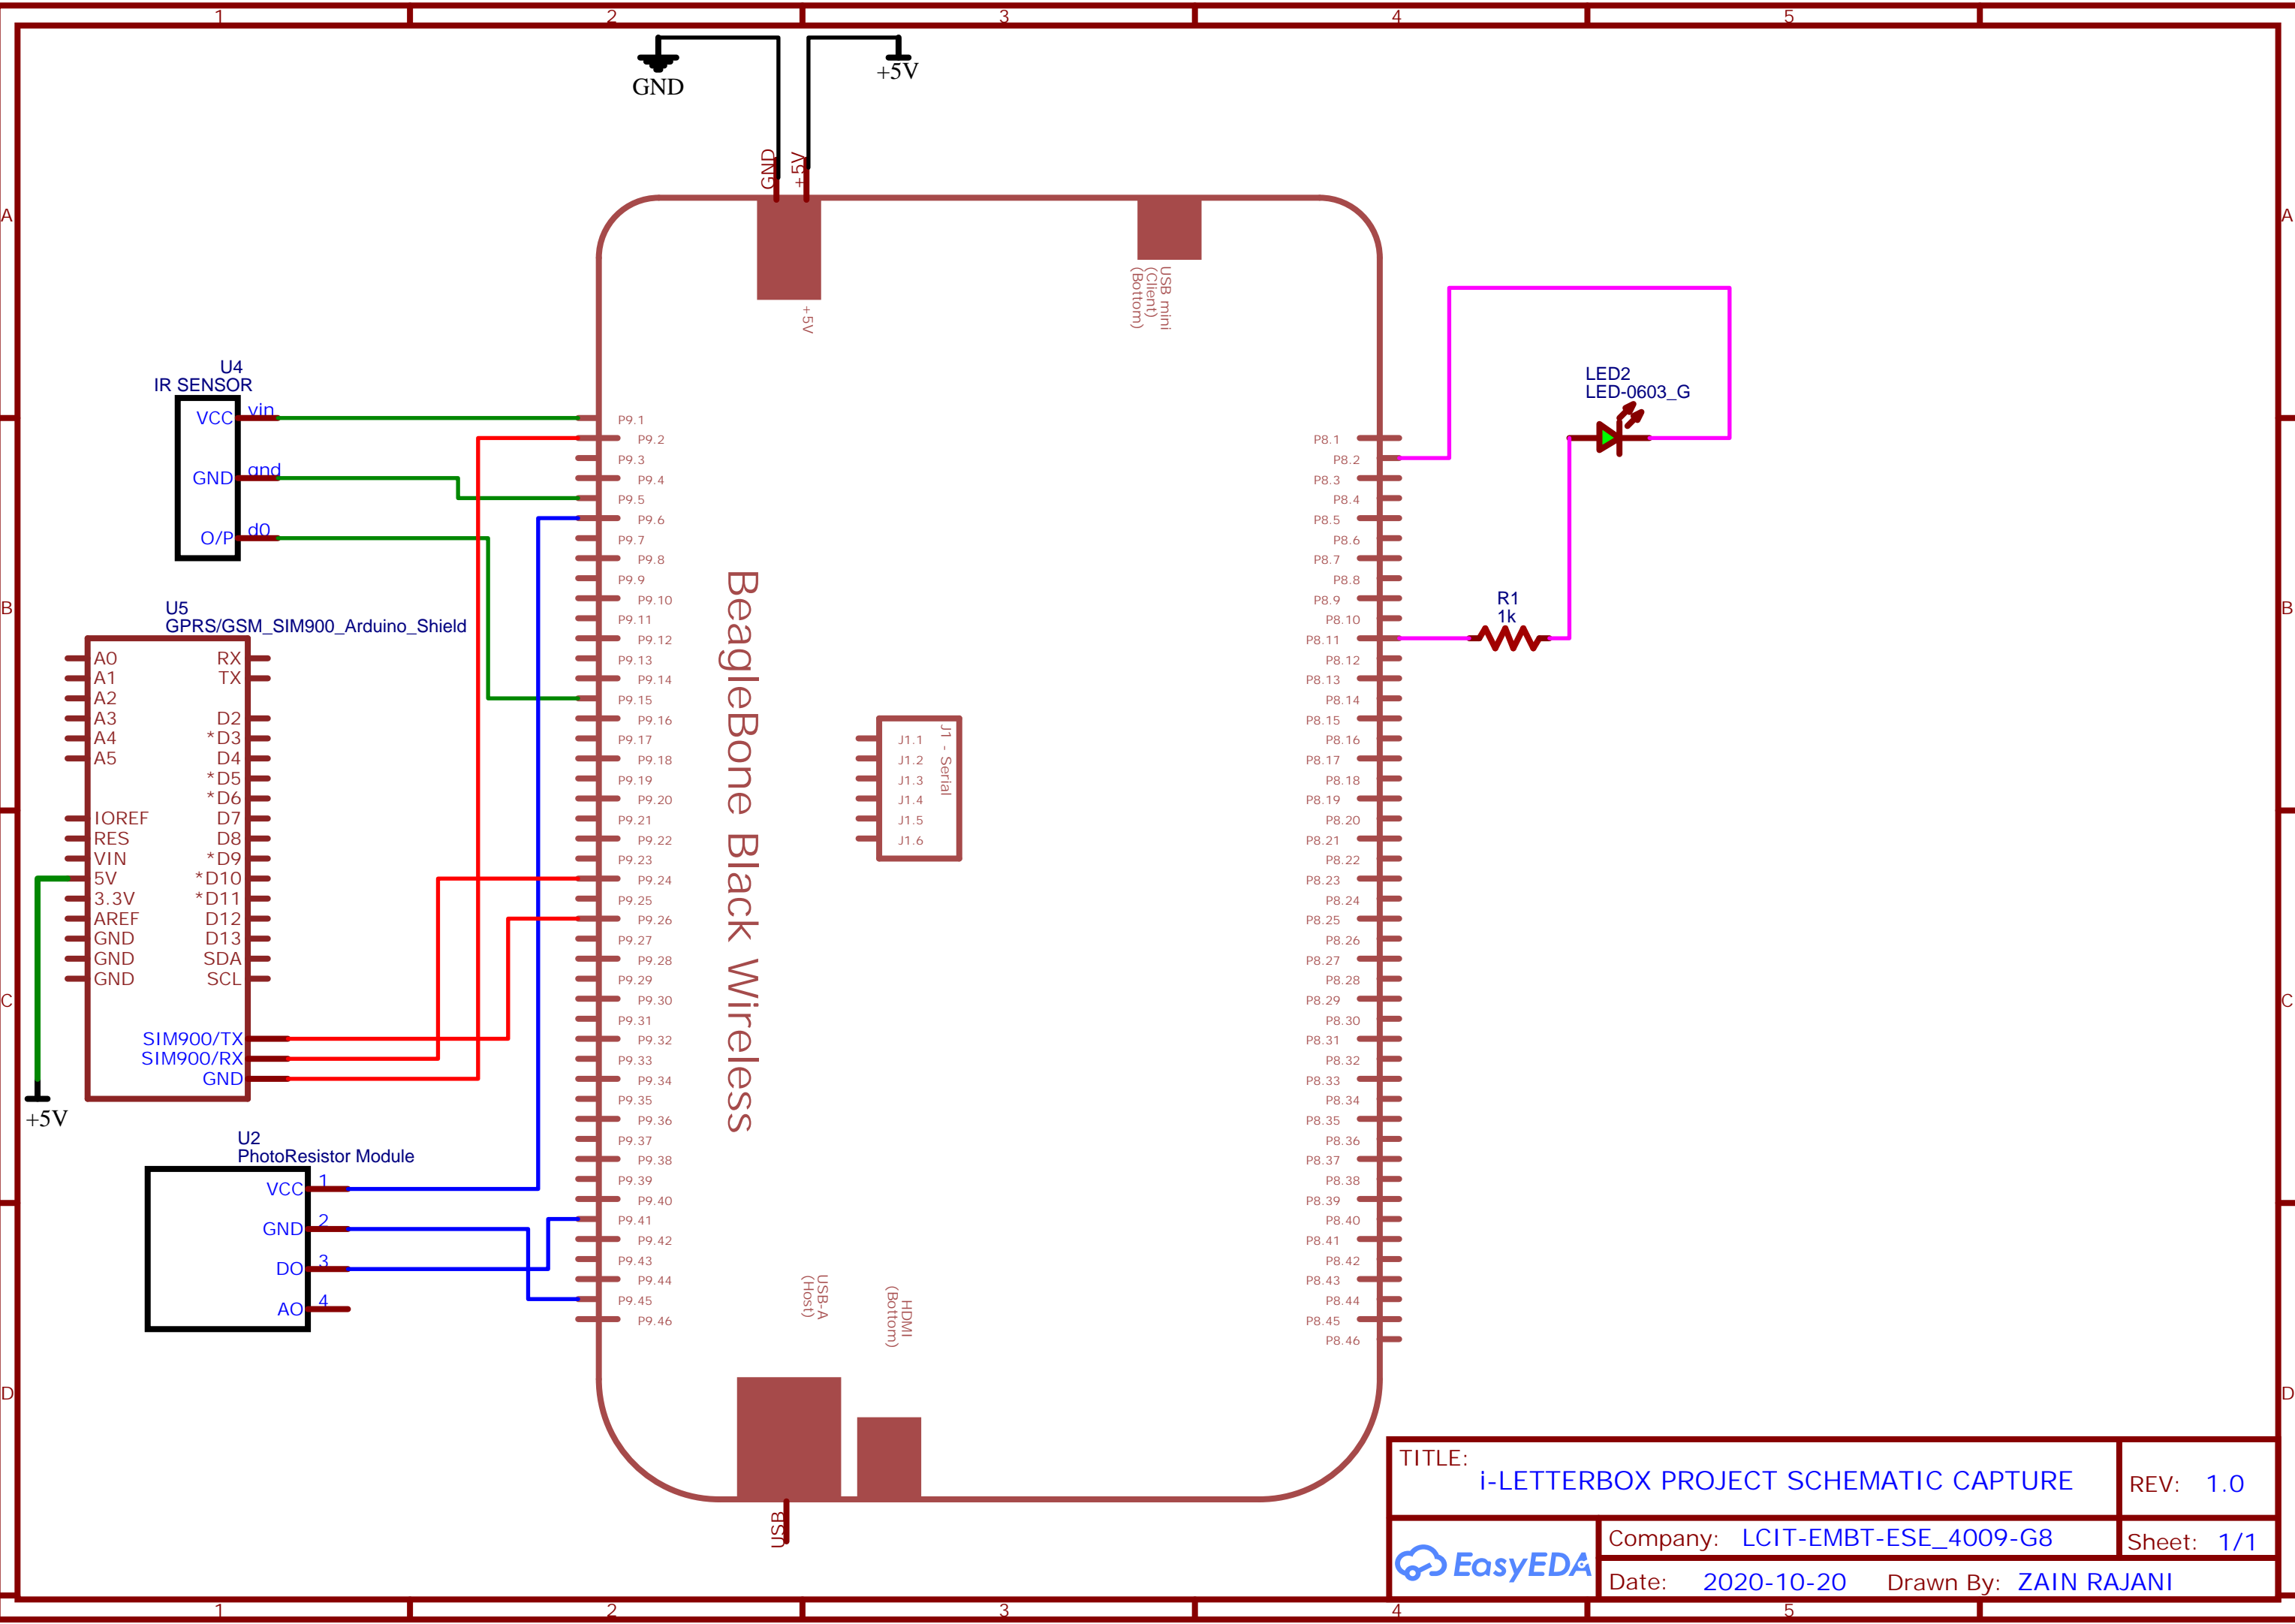 1
2
3
4
5
GND
+5V
GND
+5V
A
A
+5V
USB mini
(Client)
(Bottom)
U4
IR SENSOR
VCC
vin
GND
gnd
O/P
d0
LED2
LED-0603_G
R1
1k
B
B
U5
GPRS/GSM_SIM900_Arduino_Shield
A0
A1
A2
A3
A4
A5
IOREF
RES
VIN
5V
3.3V
AREF
GND
GND
GND
RX
TX
D2
*D3
D4
*D5
*D6
D7
D8
*D9
*D10
*D11
D12
D13
SDA
SCL
SIM900/TX
SIM900/RX
GND
+5V
C
C
U2
PhotoResistor Module
VCC
1
GND
2
DO
3
AO
4
P9.1
P9.2
P9.3
P9.4
P9.5
P9.6
P9.7
P9.8
P9.9
P9.10
P9.11
P9.12
P9.13
P9.14
P9.15
P9.16
P9.17
P9.18
P9.19
P9.20
P9.21
P9.22
P9.23
P9.24
P9.25
P9.26
P9.27
P9.28
P9.29
P9.30
P9.31
P9.32
P9.33
P9.34
P9.35
P9.36
P9.37
P9.38
P9.39
P9.40
P9.41
P9.42
P9.43
P9.44
P9.45
P9.46
BeagleBone Black Wireless
J1 - Serial
J1.1
J1.2
J1.3
J1.4
J1.5
J1.6
P8.1
P8.2
P8.3
P8.4
P8.5
P8.6
P8.7
P8.8
P8.9
P8.10
P8.11
P8.12
P8.13
P8.14
P8.15
P8.16
P8.17
P8.18
P8.19
P8.20
P8.21
P8.22
P8.23
P8.24
P8.25
P8.26
P8.27
P8.28
P8.29
P8.30
P8.31
P8.32
P8.33
P8.34
P8.35
P8.36
P8.37
P8.38
P8.39
P8.40
P8.41
P8.42
P8.43
P8.44
P8.45
P8.46
USB-A
(Host)
HDMI
(Bottom)
USB
D
D
TITLE:
i-LETTERBOX PROJECT SCHEMATIC CAPTURE
REV: 1.0
EasyEDA
Company: LCIT-EMBT-ESE_4009-G8
Sheet: 1/1
Date: 2020-10-20 Drawn By: ZAIN RAJANI
1
2
3
4
5